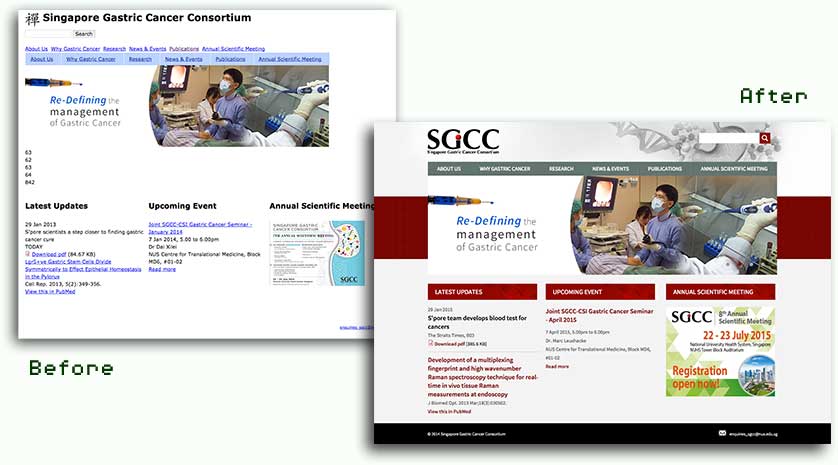 禪 Singapore Gastric Cancer Consortium
Search
About Us Why Gastric Cancer Research News & Events Publications Annual Scientific Meeting
About Us Why Gastric Cancer Research News & Events Publications Annual Scientific Meeting
Re-Defining the
management
of Gastric Cancer
63
62
63
64
842
Latest Updates
29 Jan 2013
S'pore scientists a step closer to finding gastric
cancer cure
TODAY
Download pdf (84.67 KB)
Lgr5+ve Gastric Stem Cells Divide
Symmetrically to Effect Epithelial Homeostasis
in the Pylorus
Cell Rep. 2013, 5(2):349-356.
View this in PubMed
Upcoming Event
Joint SGCC-CSI Gastric Cancer Seminar -
January 2014
7 Jan 2014, 5.00 to 6.00pm
Dr Dai Xiei
NUS Centre for Translational Medicine, Block
MD6, #01-02
Read more
Annual Scientific Meeting
SINGAPORE GASTRIC
CANCER CONSORTIUM
7TH ANNUAL SCIENTIFIC MEETING
SGCC
Before
After
SGCC
Singapore Gastric Cancer Consortium
ABOUT US WHY GASTRIC CANCER RESEARCH NEWS & EVENTS PUBLICATIONS ANNUAL SCIENTIFIC MEETING
Re-Defining the
management
of Gastric Cancer
LATEST UPDATES
29 Jan 2015
S'pore team develops blood test for
cancers
The Straits Times, B03
Download pdf (385.5 KB)
Development of a multiplexing
fingerprint and high wavenumber
Raman spectroscopy technique for real-
time in vivo tissue Raman
measurements at endoscopy
J Biomed Opt. 2013 Mar;18(3):030502.
View this in PubMed
UPCOMING EVENT
Joint SGCC-CSI Gastric Cancer Seminar
- April 2015
7 April 2015, 5.00pm to 6.00pm
Dr. Marc Leushacke
NUS Centre for Translational Medicine, Block MD6,
#01-02
Read more
ANNUAL SCIENTIFIC MEETING
SGCC 8th Annual
Scientific Meeting
22 - 23 July 2015
National University Health System, Singapore
NUHS Tower Block Auditorium
Registration
open now!
© 2014 Singapore Gastric Cancer Consortium
enquiries_sgcc@nus.edu.sg